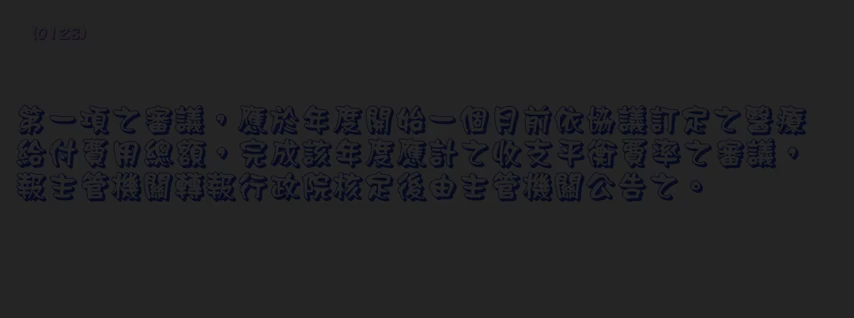 (0128)
第一項之審議，應於年度開始一個月前依協議訂定之醫療
給付費用總額，完成該年度應計之收支平衡費率之審議，
報主管機關轉報行政院核定後由主管機關公告之。